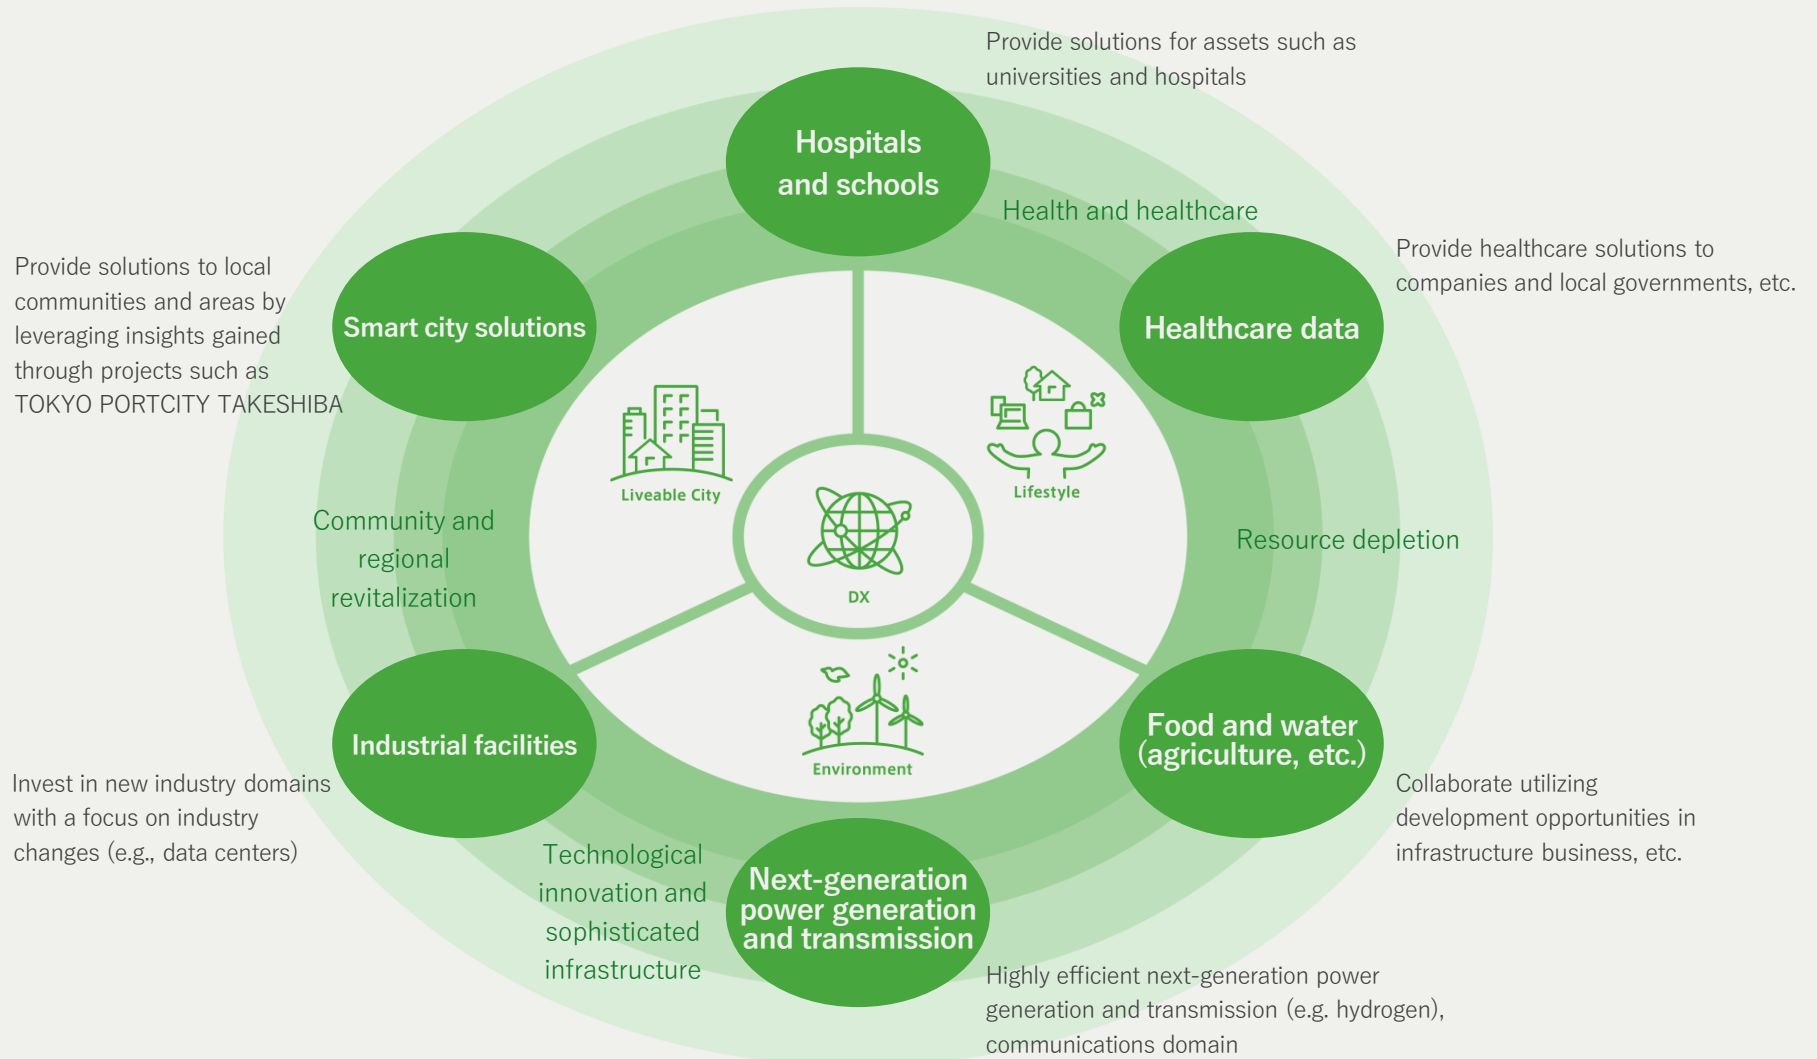 Provide solutions for assets such as
universities and hospitals
Hospitals
and schools
Health and healthcare
Provide healthcare solutions to
companies and local governments, etc.
Healthcare data
Provide solutions to local
communities and areas by
leveraging insights gained
through projects such as
TOKYO PORTCITY TAKESHIBA
Smart city solutions
Liveable City
Lifestyle
DX
Environment
Community and
regional
revitalization
Resource depletion
Industrial facilities
Invest in new industry domains
with a focus on industry
changes (e.g., data centers)
Food and water
(agriculture, etc.)
Collaborate utilizing
development opportunities in
infrastructure business, etc.
Technological
innovation and
sophisticated
infrastructure
Next-generation
power generation
and transmission
Highly efficient next-generation power
generation and transmission (e.g. hydrogen),
communications domain